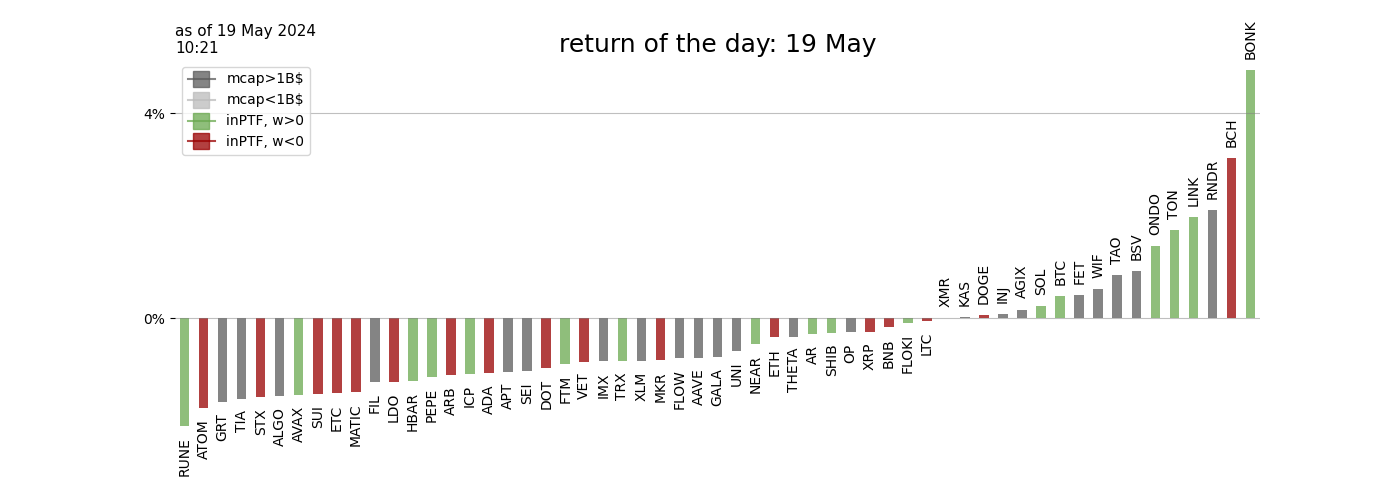 as of 19 May 2024
10:21
return of the day: 19 May
mcap>1B$
mcap<1B$
inPTF, w>0
inPTF, w<0
4%
0%
RUNE
ATOM
GRT
TIA
STX
ALGO
AVAX
SUI
ETC
MATIC
FIL
LDO
HBAR
PEPE
ARB
ICP
ADA
APT
SEI
DOT
FTM
VET
IMX
TRX
XLM
MKR
FLOW
AAVE
GALA
UNI
NEAR
ETH
THETA
AR
SHIB
OP
XRP
BNB
FLOKI
LTC
XMR
KAS
DOGE
INJ
AGIX
SOL
BTC
FET
WIF
TAO
BSV
ONDO
TON
LINK
RNDR
BCH
BONK